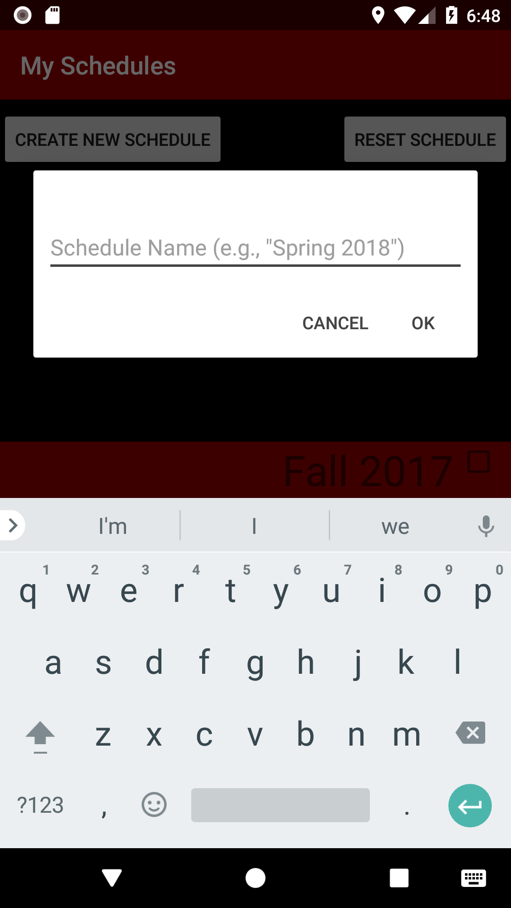 6:48
My Schedules
CREATE NEW SCHEDULE RESET SCHEDULE
Schedule Name (e.g., "Spring 2018")
CANCEL OK
Fall 2017
I'm I we
1 2 3 4 5 6 7 8 9 0
q w e r t y u i o p
a s d f g h j k l
z x c v b n m
?123 , .